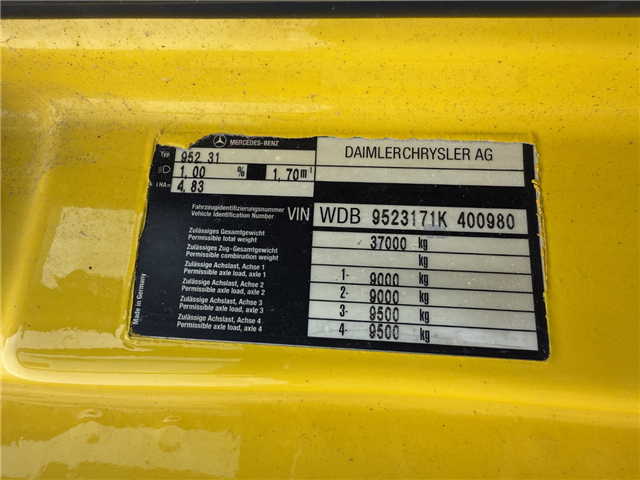 MERCEDES-BENZ
Typ 952.31
1,00 % 1,70 m-1
i HA= 4,83
DAIMLERCHRYSLER AG
Fahrzeugidentifizierungsnummer
Vehicle Identification Number VIN WDB 9523171K 400980
Zulässiges Gesamtgewicht
Permissible total weight 37000 kg
Zulässiges Zug-Gesamtgewicht
Permissible combination weight kg
Zulässige Achslast, Achse 1
Permissible axle load, axle 1 1- 9000 kg
Zulässige Achslast, Achse 2
Permissible axle load, axle 2 2- 9000 kg
Zulässige Achslast, Achse 3
Permissible axle load, axle 3 3- 9500 kg
Zulässige Achslast, Achse 4
Permissible axle load, axle 4 4- 9500 kg
Made in Germany